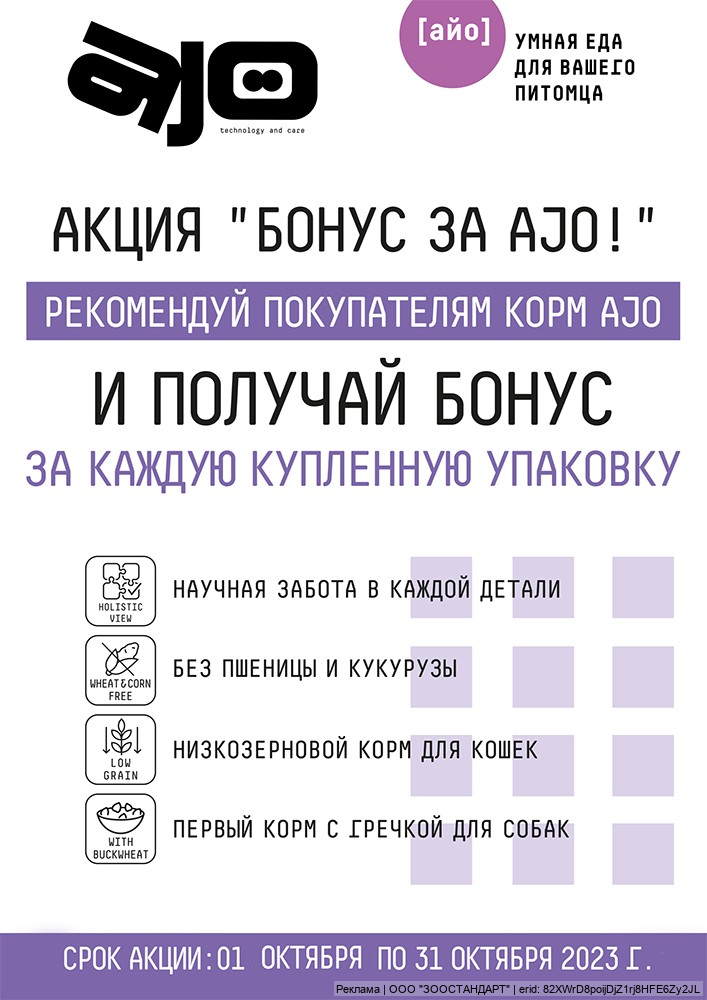 AJO
technology and care
[айо]
УМНАЯ ЕДА
ДЛЯ ВАШЕГО
ПИТОМЦА
АКЦИЯ "БОНУС ЗА AJO!"
РЕКОМЕНДУЙ ПОКУПАТЕЛЯМ КОРМ AJO
И ПОЛУЧАЙ БОНУС
ЗА КАЖДУЮ КУПЛЕННУЮ УПАКОВКУ
HOLISTIC
VIEW
НАУЧНАЯ ЗАБОТА В КАЖДОЙ ДЕТАЛИ
WHEAT&CORN
FREE
БЕЗ ПШЕНИЦЫ И КУКУРУЗЫ
LOW
GRAIN
НИЗКОЗЕРНОВОЙ КОРМ ДЛЯ КОШЕК
WITH
BUCKWHEAT
ПЕРВЫЙ КОРМ С ГРЕЧКОЙ ДЛЯ СОБАК
СРОК АКЦИИ:01 ОКТЯБРЯ ПО 31 ОКТЯБРЯ 2023 Г.
Реклама | ООО "ЗООСТАНДАРТ" | erid: 82XWrD8poijDjZ1rj8HFE6Zy2JL